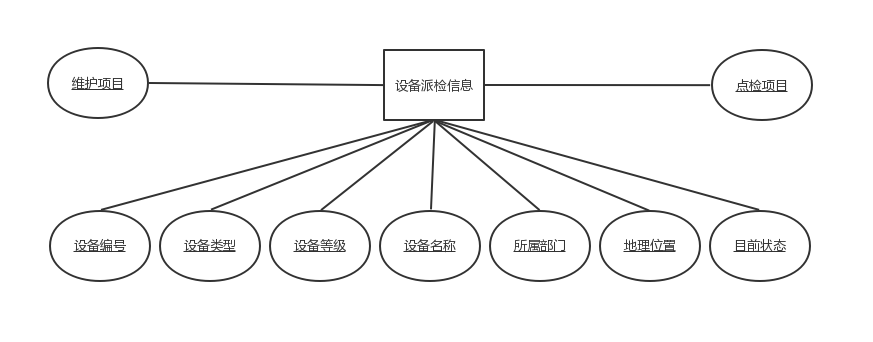 维护项目
设备派检信息
点检项目
设备编号
设备类型
设备等级
设备名称
所属部门
地理位置
目前状态